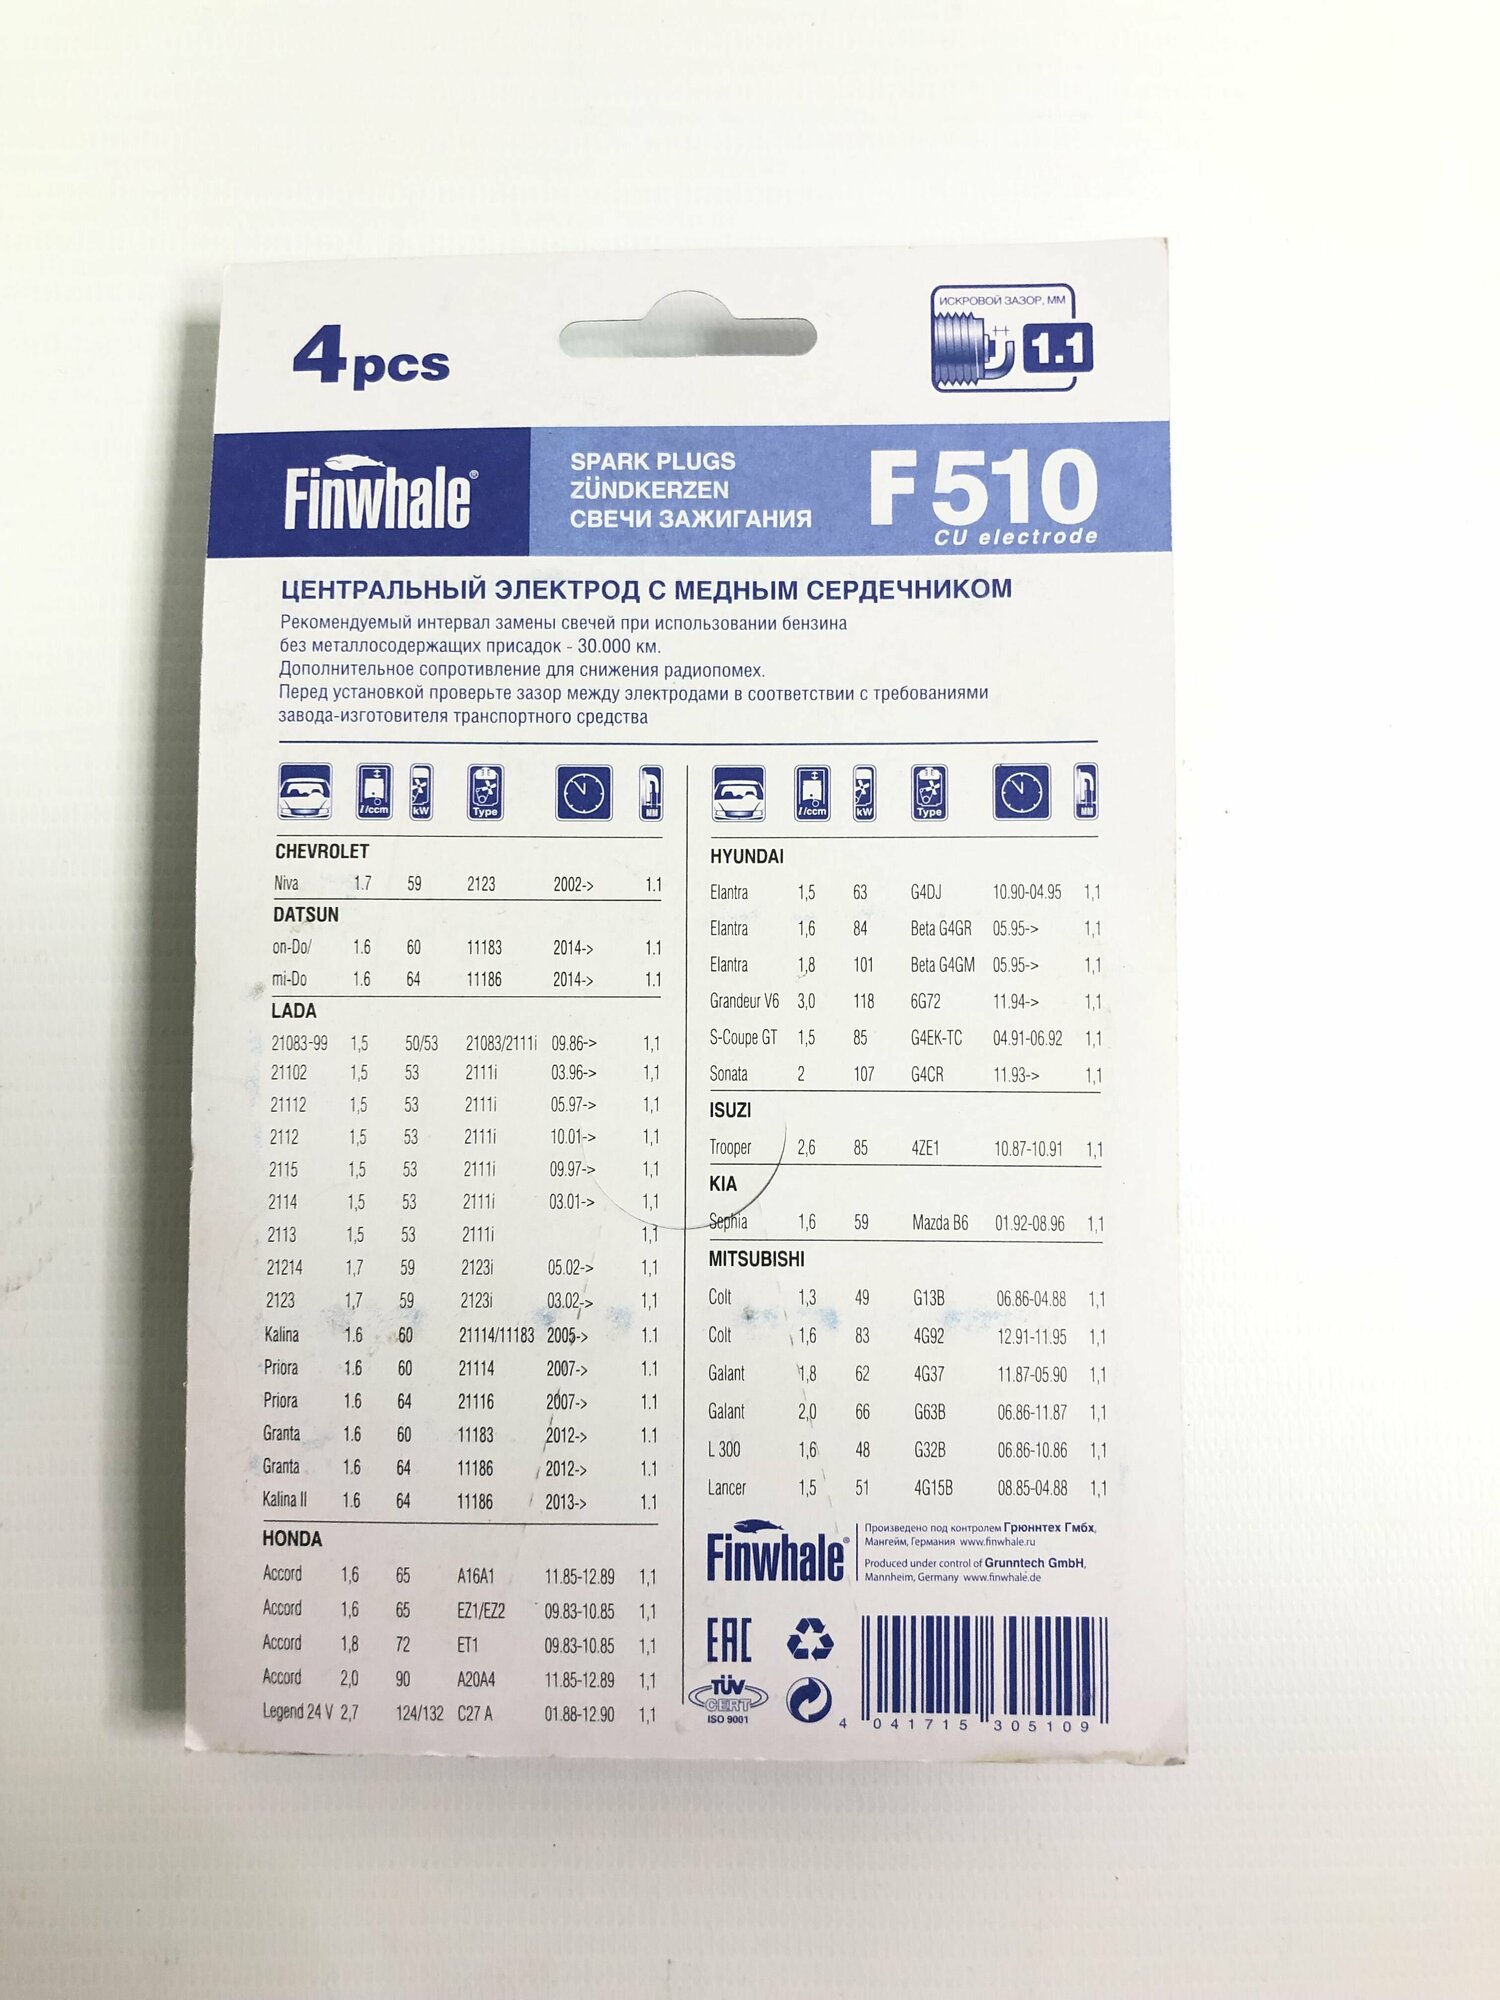 4pcs
ИСКРОВОЙ ЗАЗОР, ММ
1.1
Finwhale®
SPARK PLUGS
ZÜNDKERZEN
СВЕЧИ ЗАЖИГАНИЯ
F510
CU electrode
ЦЕНТРАЛЬНЫЙ ЭЛЕКТРОД С МЕДНЫМ СЕРДЕЧНИКОМ
Рекомендуемый интервал замены свечей при использовании бензина
без металлосодержащих присадок - 30.000 км.
Дополнительное сопротивление для снижения радиопомех.
Перед установкой проверьте зазор между электродами в соответствии с требованиями
завода-изготовителя транспортного средства
l/ccm kW Type MM
CHEVROLET
Niva 1.7 59 2123 2002-> 1.1
DATSUN
on-Do/ 1.6 60 11183 2014-> 1.1
mi-Do 1.6 64 11186 2014-> 1.1
LADA
21083-99 1,5 50/53 21083/2111i 09.86-> 1,1
21102 1,5 53 2111i 03.96-> 1,1
21112 1,5 53 2111i 05.97-> 1,1
2112 1,5 53 2111i 10.01-> 1,1
2115 1,5 53 2111i 09.97-> 1,1
2114 1,5 53 2111i 03.01-> 1,1
2113 1,5 53 2111i 1,1
21214 1,7 59 2123i 05.02-> 1,1
2123 1,7 59 2123i 03.02-> 1,1
Kalina 1.6 60 21114/11183 2005-> 1.1
Priora 1.6 60 21114 2007-> 1.1
Priora 1.6 64 21116 2007-> 1.1
Granta 1.6 60 11183 2012-> 1.1
Granta 1.6 64 11186 2012-> 1.1
Kalina II 1.6 64 11186 2013-> 1.1
HONDA
Accord 1,6 65 A16A1 11.85-12.89 1,1
Accord 1,6 65 EZ1/EZ2 09.83-10.85 1,1
Accord 1,8 72 ET1 09.83-10.85 1,1
Accord 2,0 90 A20A4 11.85-12.89 1,1
Legend 24 V 2,7 124/132 C27 A 01.88-12.90 1,1
l/ccm kW Type MM
HYUNDAI
Elantra 1,5 63 G4DJ 10.90-04.95 1,1
Elantra 1,6 84 Beta G4GR 05.95-> 1,1
Elantra 1,8 101 Beta G4GM 05.95-> 1,1
Grandeur V6 3,0 118 6G72 11.94-> 1,1
S-Coupe GT 1,5 85 G4EK-TC 04.91-06.92 1,1
Sonata 2 107 G4CR 11.93-> 1,1
ISUZI
Trooper 2,6 85 4ZE1 10.87-10.91 1,1
KIA
Sephia 1,6 59 Mazda B6 01.92-08.96 1,1
MITSUBISHI
Colt 1,3 49 G13B 06.86-04.88 1,1
Colt 1,6 83 4G92 12.91-11.95 1,1
Galant 1,8 62 4G37 11.87-05.90 1,1
Galant 2,0 66 G63B 06.86-11.87 1,1
L 300 1,6 48 G32B 06.86-10.86 1,1
Lancer 1,5 51 4G15B 08.85-04.88 1,1
Finwhale®
Произведено под контролем Грюннтех Гмбх,
Мангейм, Германия www.finwhale.ru
Produced under control of Grunntech GmbH,
Mannheim, Germany www.finwhale.de
EAC
TÜV
CERT
ISO 9001
4 041715 305109